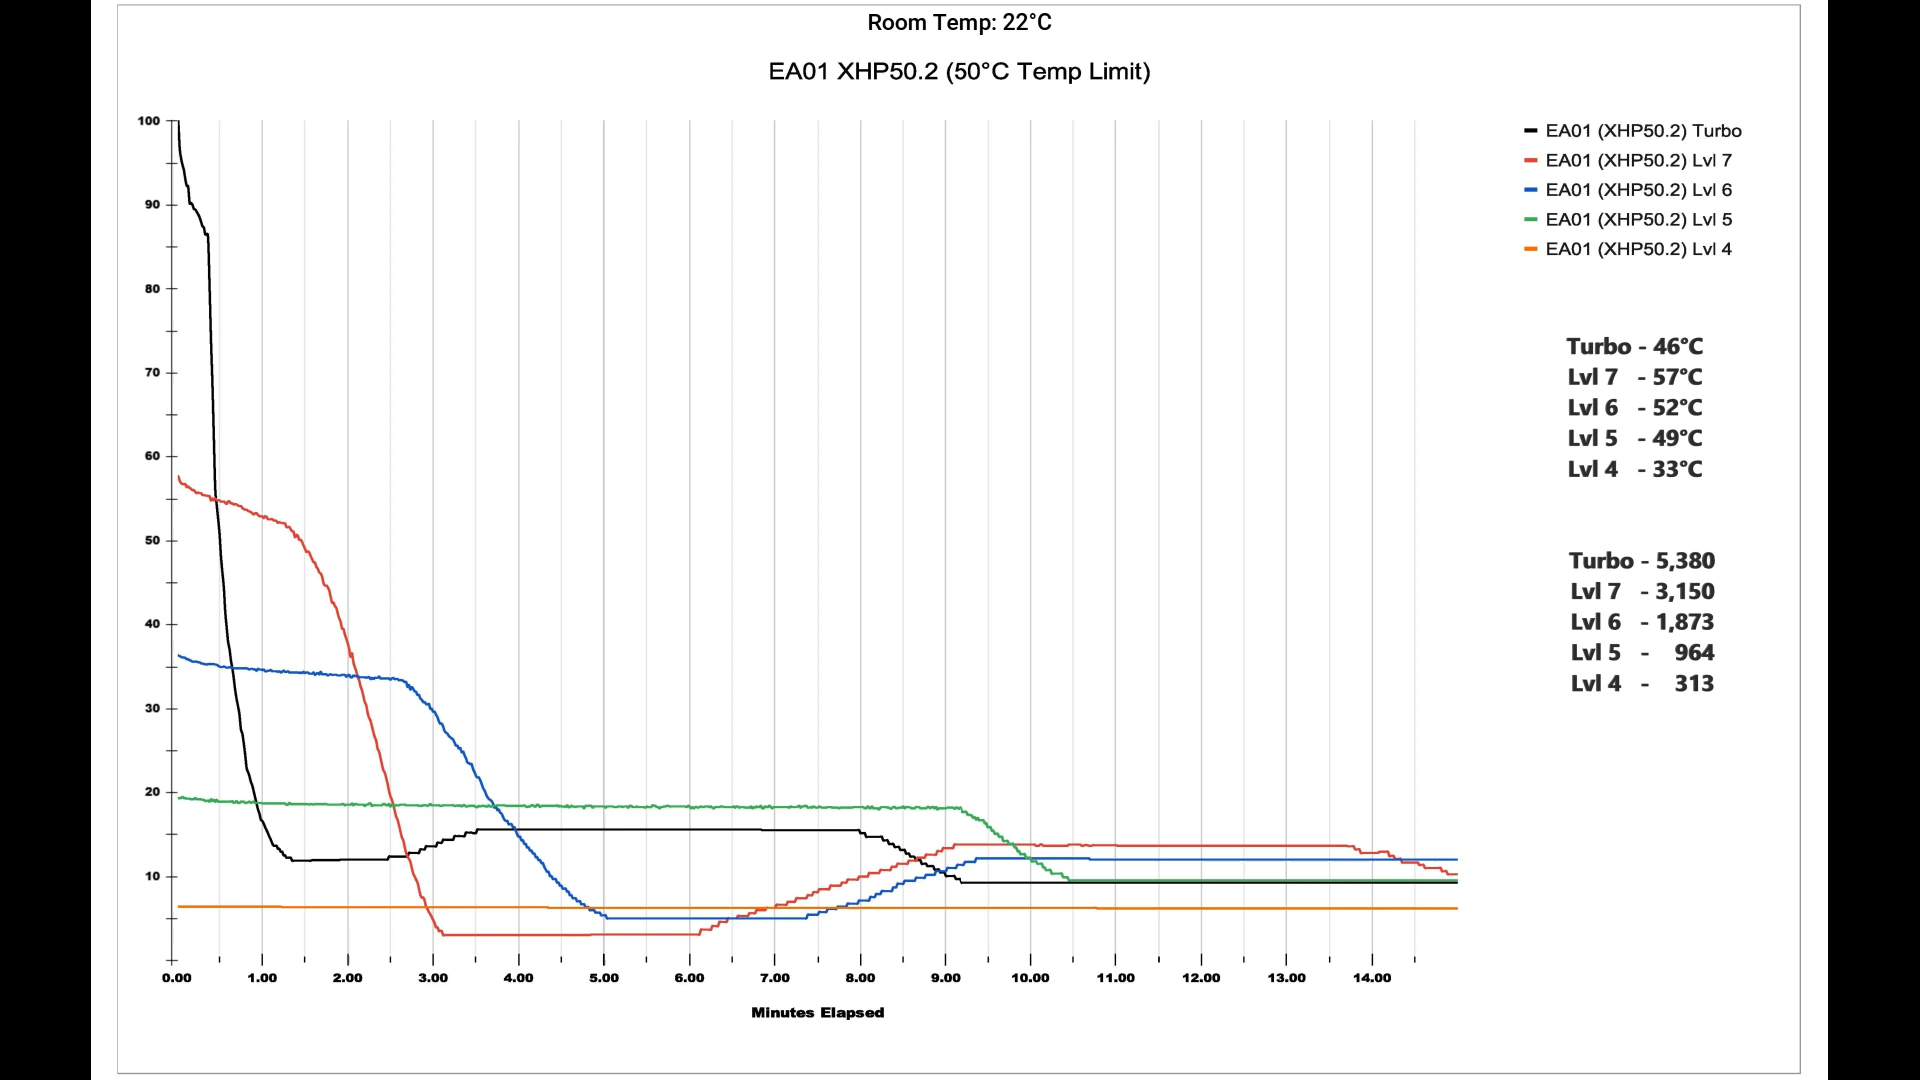 Room Temp: 22°C
EA01 XHP50.2 (50°C Temp Limit)
100
90
80
70
60
50
40
30
20
10
0.00 1.00 2.00 3.00 4.00 5.00 6.00 7.00 8.00 9.00 10.00 11.00 12.00 13.00 14.00
Minutes Elapsed
EA01 (XHP50.2) Turbo
EA01 (XHP50.2) Lvl 7
EA01 (XHP50.2) Lvl 6
EA01 (XHP50.2) Lvl 5
EA01 (XHP50.2) Lvl 4
Turbo - 46°C
Lvl 7 - 57°C
Lvl 6 - 52°C
Lvl 5 - 49°C
Lvl 4 - 33°C
Turbo - 5,380
Lvl 7 - 3,150
Lvl 6 - 1,873
Lvl 5 - 964
Lvl 4 - 313